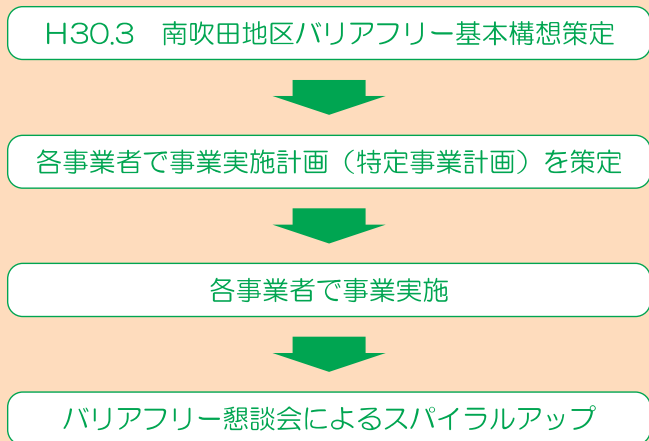 H30.3　南吹田地区バリアフリー基本構想策定
各事業者で事業実施計画（特定事業計画）を策定
各事業者で事業実施
バリアフリー懇談会によるスパイラルアップ